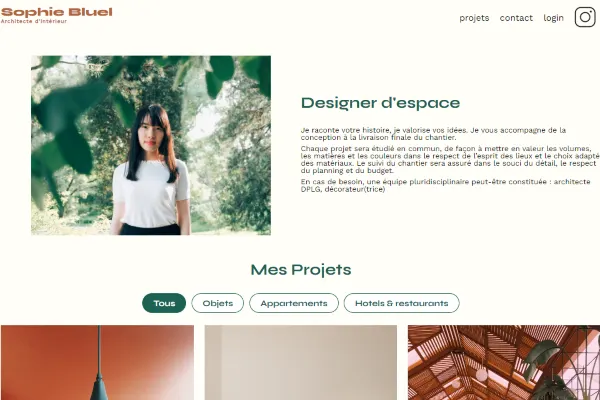 Sophie Bluel
Architecte d'intérieur
projets
contact
login
Designer d'espace
Je raconte votre histoire, je valorise vos idées. Je vous accompagne de la
conception à la livraison finale du chantier.
Chaque projet sera étudié en commun, de façon à mettre en valeur les volumes,
les matières et les couleurs dans le respect de l'esprit des lieux et le choix adapté
des matériaux. Le suivi du chantier sera assuré dans le souci du détail, le respect
du planning et du budget.
En cas de besoin, une équipe pluridisciplinaire peut-être constituée : architecte
DPLG, décorateur(trice)
Mes Projets
Tous
Objets
Appartements
Hotels & restaurants